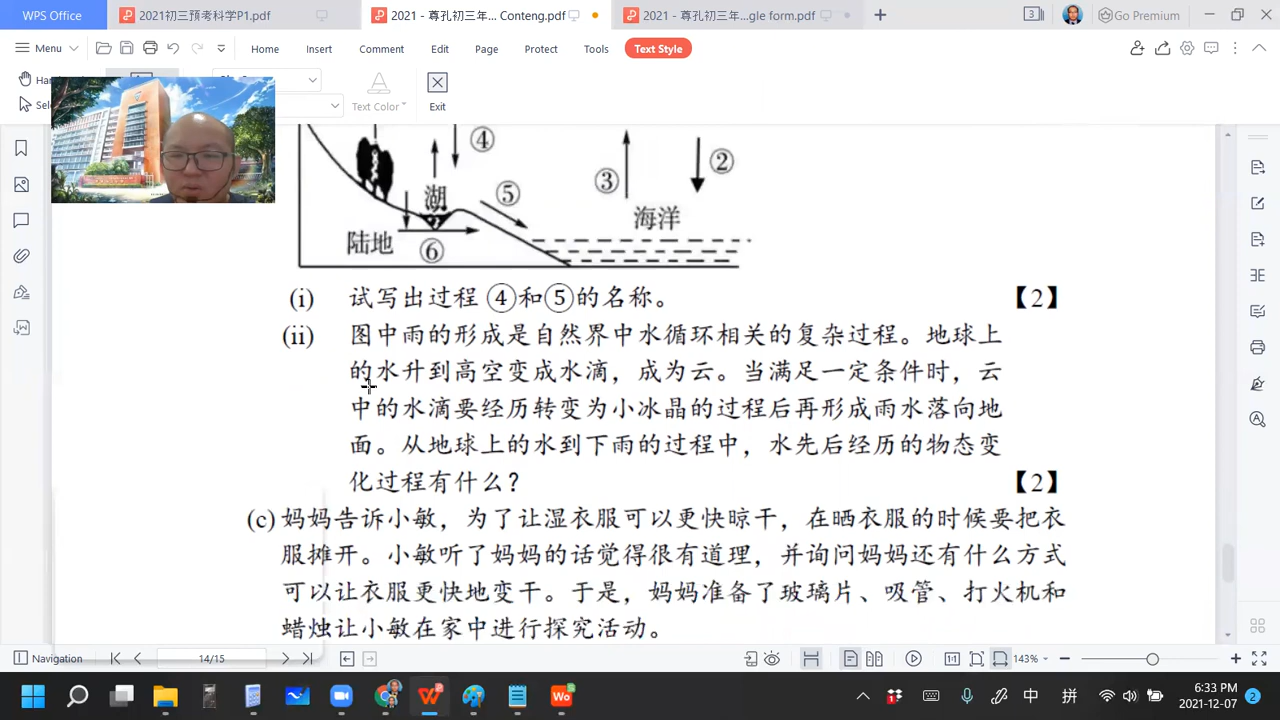 WPS Office
2021初三预考科学P1.pdf
2021 - 尊孔初三年... Conteng.pdf
2021 - 尊孔初三年...gle form.pdf
3
Go Premium
Menu
Home
Insert
Comment
Edit
Page
Protect
Tools
Text Style
Text Color
Exit
④
③
②
湖
⑤
海洋
陆地
⑥
(i) 试写出过程 ④和⑤的名称。 【2】
(ii) 图中雨的形成是自然界中水循环相关的复杂过程。地球上
的水升到高空变成水滴，成为云。当满足一定条件时，云
中的水滴要经历转变为小冰晶的过程后再形成雨水落向地
面。从地球上的水到下雨的过程中，水先后经历的物态变
化过程有什么？ 【2】
(c) 妈妈告诉小敏，为了让湿衣服可以更快晾干，在晒衣服的时候要把衣
服摊开。小敏听了妈妈的话觉得很有道理，并询问妈妈还有什么方式
可以让衣服更快地变干。于是，妈妈准备了玻璃片、吸管、打火机和
蜡烛让小敏在家中进行探究活动。
Navigation
14/15
1:1
143%
中
拼
6:33 PM
2021-12-07